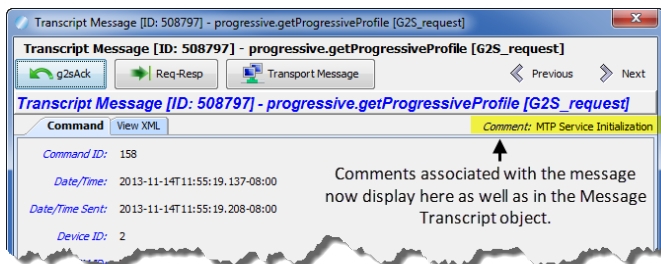 Transcript Message [ID: 508797] - progressive.getProgressiveProfile [G2S_request]
Transcript Message [ID: 508797] - progressive.getProgressiveProfile [G2S_request]
g2sAck Req-Resp Transport Message Previous Next
Transcript Message [ID: 508797] - progressive.getProgressiveProfile [G2S_request]
Command View XML Comment: MTP Service Initialization
Command ID: 158
Date/Time: 2013-11-14T11:55:19.137-08:00
Date/Time Sent: 2013-11-14T11:55:19.208-08:00
Device ID: 2
Comments associated with the message
now display here as well as in the Message
Transcript object.